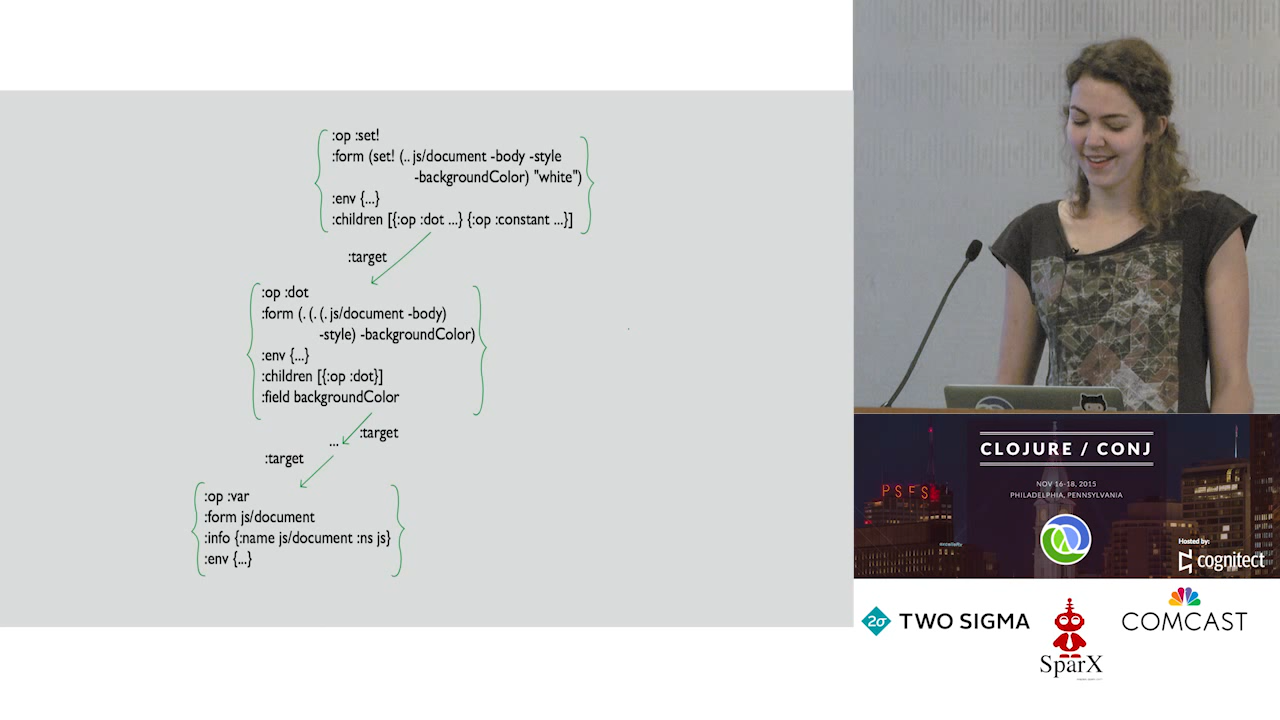 :op :set!
:form (set! (.. js/document -body -style
-backgroundColor) "white")
:env {...}
:children [{:op :dot ...} {:op :constant ...}]
:target
:op :dot
:form (. (. (. js/document -body)
-style) -backgroundColor)
:env {...}
:children [{:op :dot}]
:field backgroundColor
:target
...
:target
:op :var
:form js/document
:info {:name js/document :ns js}
:env {...}
CLOJURE / CONJ
NOV 16-18, 2015
PHILADELPHIA, PENNSYLVANIA
PSFS
Hosted by:
cognitect
2σ TWO SIGMA
SparX
COMCAST